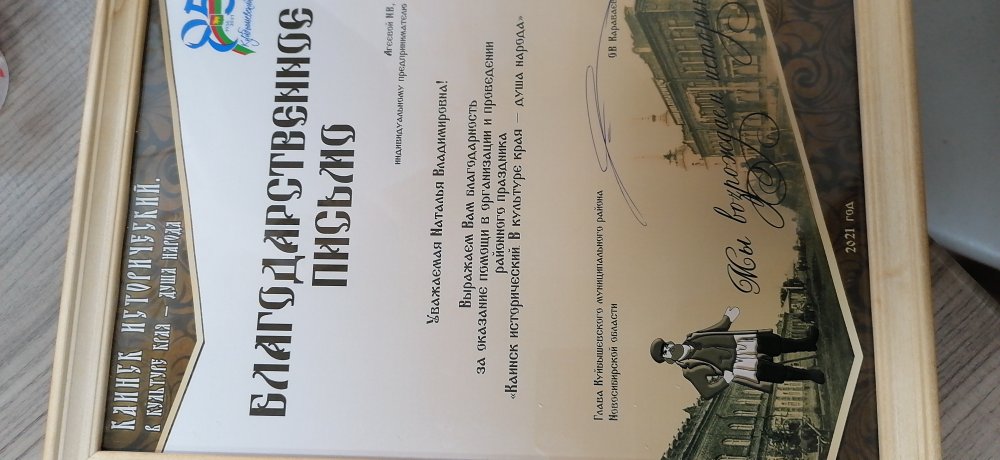 КАИНСК ИСТОРИЧЕСКИЙ.
В КУЛЬТУРЕ КРАЯ – ДУША НАРОДА
85
БЛАГОДАРСТВЕННОЕ
ПИСЬМО
Агеевой Н.В.,
индивидуальному предпринимателю
Уважаемая Наталья Владимировна!
Выражаем Вам благодарность
за оказание помощи в организации и проведении
районного праздника
«Каинск исторический. В культуре края – душа народа»
Глава Куйбышевского муниципального района
Новосибирской области
О.В. Караваев
Мы возрождаем историю
2021 год